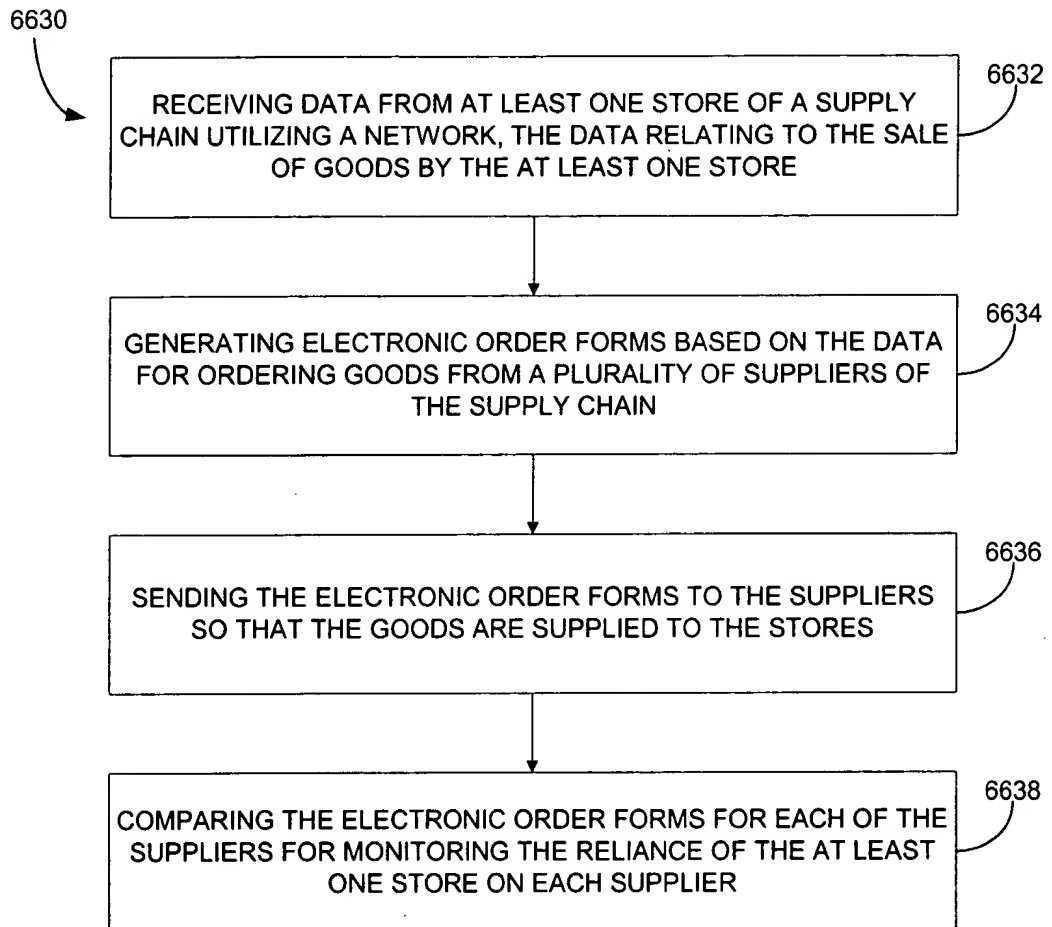 6630
6632
RECEIVING DATA FROM AT LEAST ONE STORE OF A SUPPLY
CHAIN UTILIZING A NETWORK, THE DATA RELATING TO THE SALE
OF GOODS BY THE AT LEAST ONE STORE
6634
GENERATING ELECTRONIC ORDER FORMS BASED ON THE DATA
FOR ORDERING GOODS FROM A PLURALITY OF SUPPLIERS OF
THE SUPPLY CHAIN
6636
SENDING THE ELECTRONIC ORDER FORMS TO THE SUPPLIERS
SO THAT THE GOODS ARE SUPPLIED TO THE STORES
6638
COMPARING THE ELECTRONIC ORDER FORMS FOR EACH OF THE
SUPPLIERS FOR MONITORING THE RELIANCE OF THE AT LEAST
ONE STORE ON EACH SUPPLIER